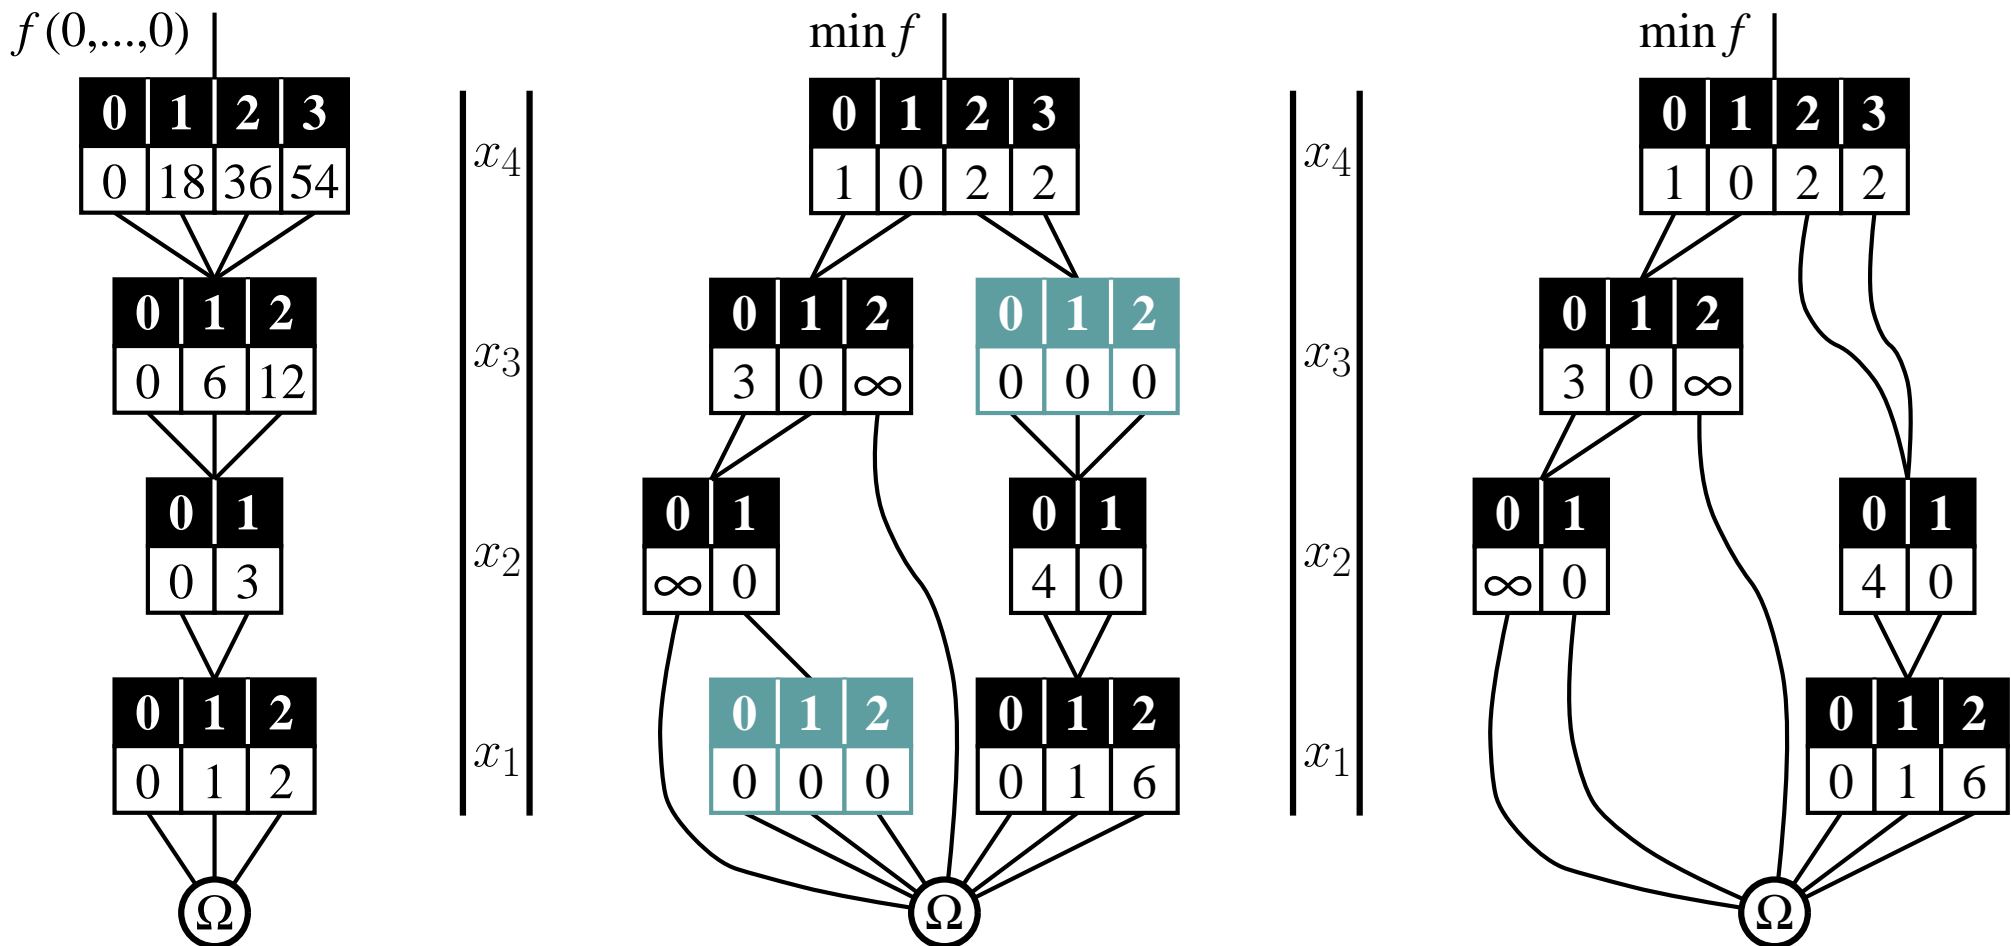 f (0,...,0) min f min f
0 1 2 3 0 1 2 3 0 1 2 3
0 18 36 54 x4 1 0 2 2 x4 1 0 2 2
0 1 2 0 1 2 0 1 2 0 1 2
0 6 12 x3 3 0 ∞ 0 0 0 x3 3 0 ∞
0 1 0 1 0 1 0 1 0 1
0 3 x2 ∞ 0 4 0 x2 ∞ 0 4 0
0 1 2 0 1 2 0 1 2 0 1 2
0 1 2 x1 0 0 0 0 1 6 x1 0 1 6
Ω Ω Ω